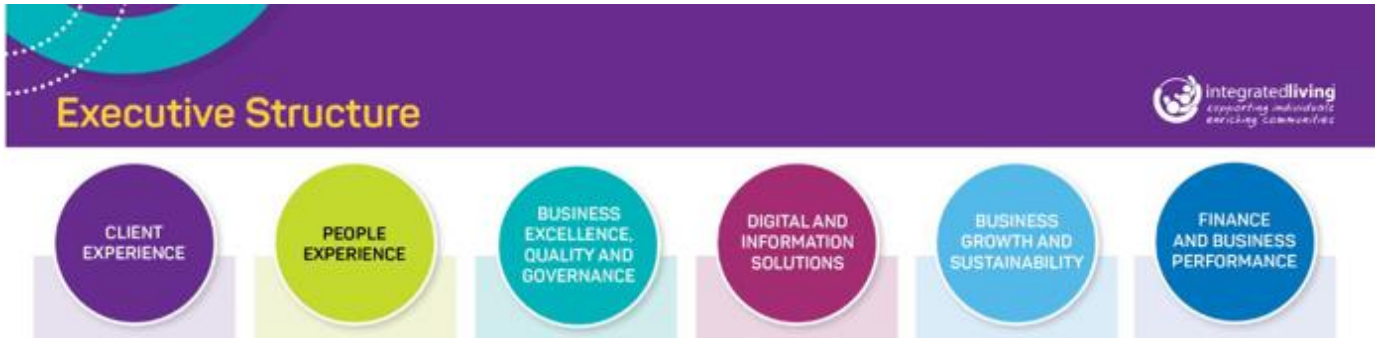 Executive Structure
integratedliving
supporting individuals
enriching communities
CLIENT
EXPERIENCE
PEOPLE
EXPERIENCE
BUSINESS
EXCELLENCE,
QUALITY AND
GOVERNANCE
DIGITAL AND
INFORMATION
SOLUTIONS
BUSINESS
GROWTH AND
SUSTAINABILITY
FINANCE
AND BUSINESS
PERFORMANCE